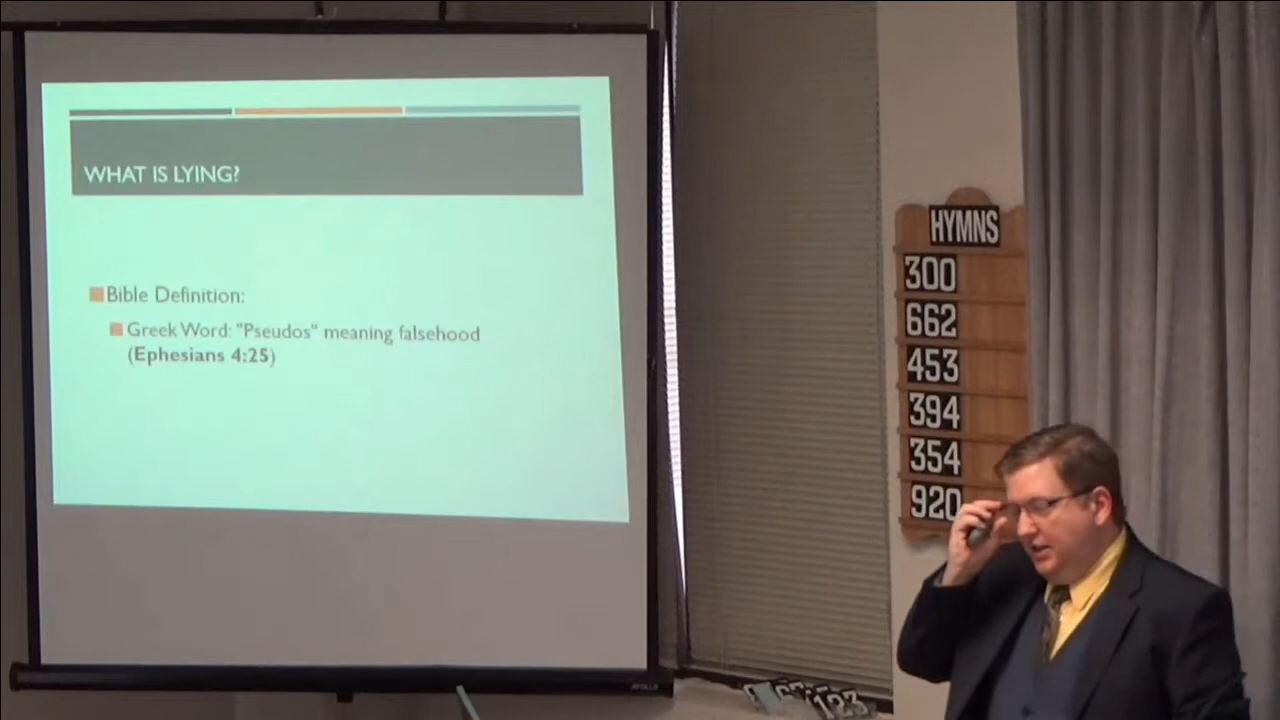 WHAT IS LYING?
Bible Definition:
Greek Word: "Pseudos" meaning falsehood
(Ephesians 4:25)
HYMNS
300
662
453
394
354
920